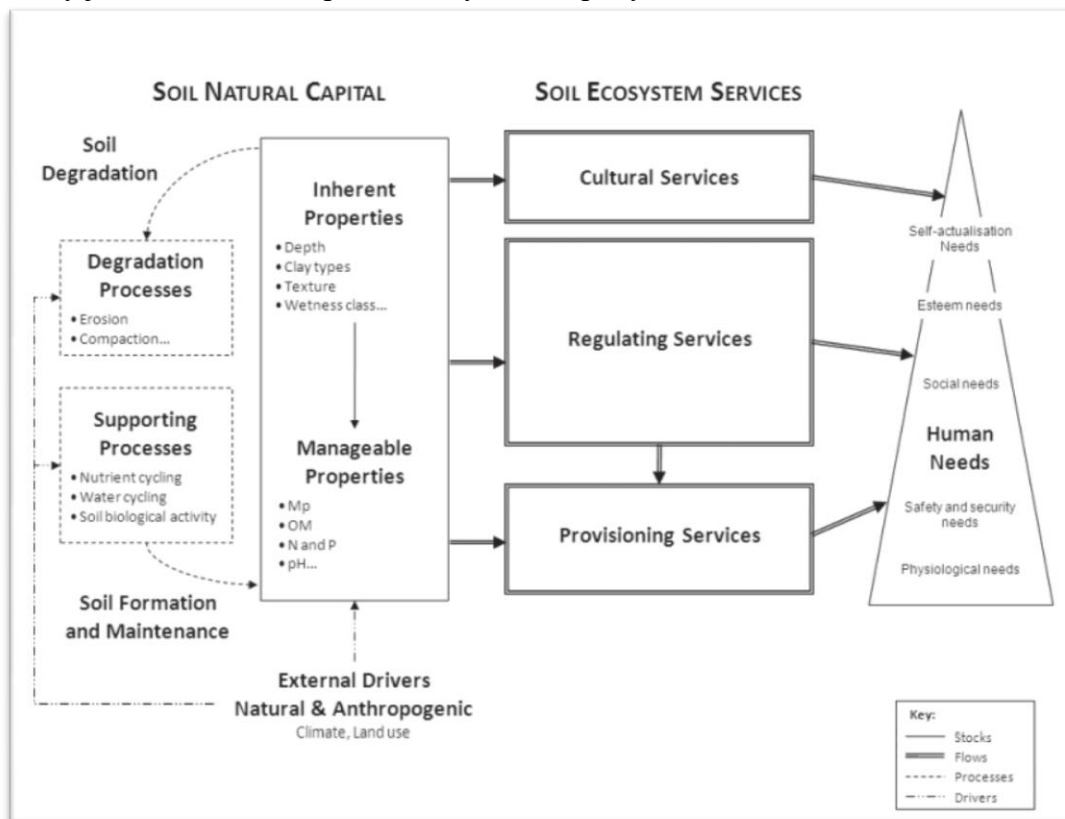 SOIL NATURAL CAPITAL
SOIL ECOSYSTEM SERVICES
Soil
Degradation
Degradation
Processes
• Erosion
• Compaction...
Supporting
Processes
• Nutrient cycling
• Water cycling
• Soil biological activity
Soil Formation
and Maintenance
Inherent
Properties
• Depth
• Clay types
• Texture
• Wetness class...
Manageable
Properties
• Mp
• OM
• N and P
• pH...
External Drivers
Natural & Anthropogenic
Climate, Land use
Cultural Services
Regulating Services
Provisioning Services
Self-actualisation
Needs
Esteem needs
Social needs
Human
Needs
Safety and security
needs
Physiological needs
Key:
Stocks
Flows
Processes
Drivers